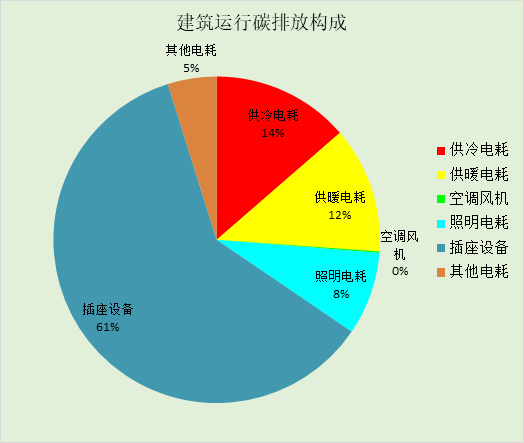 建筑运行碳排放构成
其他电耗
5%
供冷电耗
14%
供暖电耗
12%
空调风
机
0%
照明电耗
8%
插座设备
61%
供冷电耗
供暖电耗
空调风机
照明电耗
插座设备
其他电耗